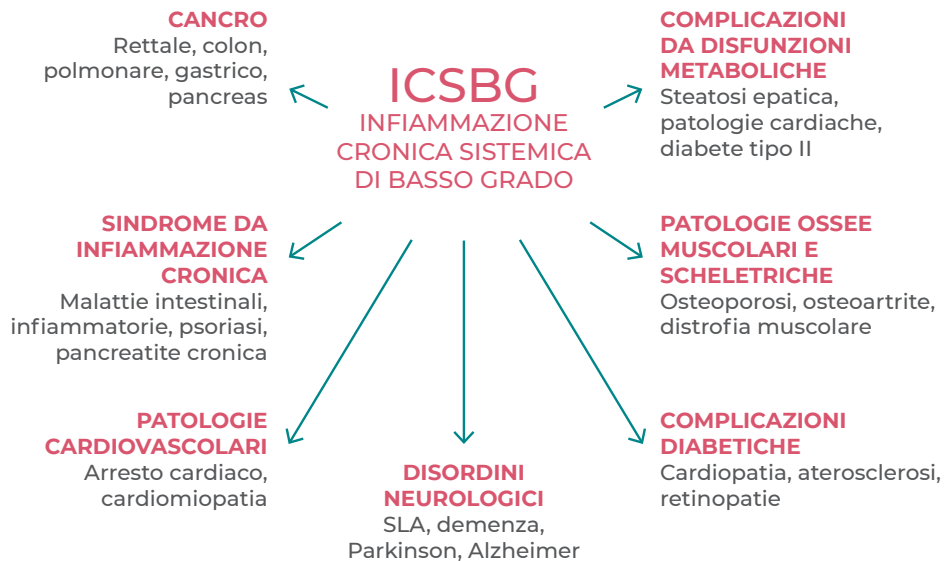 CANCRO
Rettale, colon,
polmonare, gastrico,
pancreas
ICSBG
INFIAMMAZIONE
CRONICA SISTEMICA
DI BASSO GRADO
COMPLICAZIONI
DA DISFUNZIONI
METABOLICHE
Steatosi epatica,
patologie cardiache,
diabete tipo II
SINDROME DA
INFIAMMAZIONE
CRONICA
Malattie intestinali,
infiammatorie, psoriasi,
pancreatite cronica
PATOLOGIE OSSEE
MUSCOLARI E
SCHELETRICHE
Osteoporosi, osteoartrite,
distrofia muscolare
PATOLOGIE
CARDIOVASCOLARI
Arresto cardiaco,
cardiomiopatia
DISORDINI
NEUROLOGICI
SLA, demenza,
Parkinson, Alzheimer
COMPLICAZIONI
DIABETICHE
Cardiopatia, aterosclerosi,
retinopatie